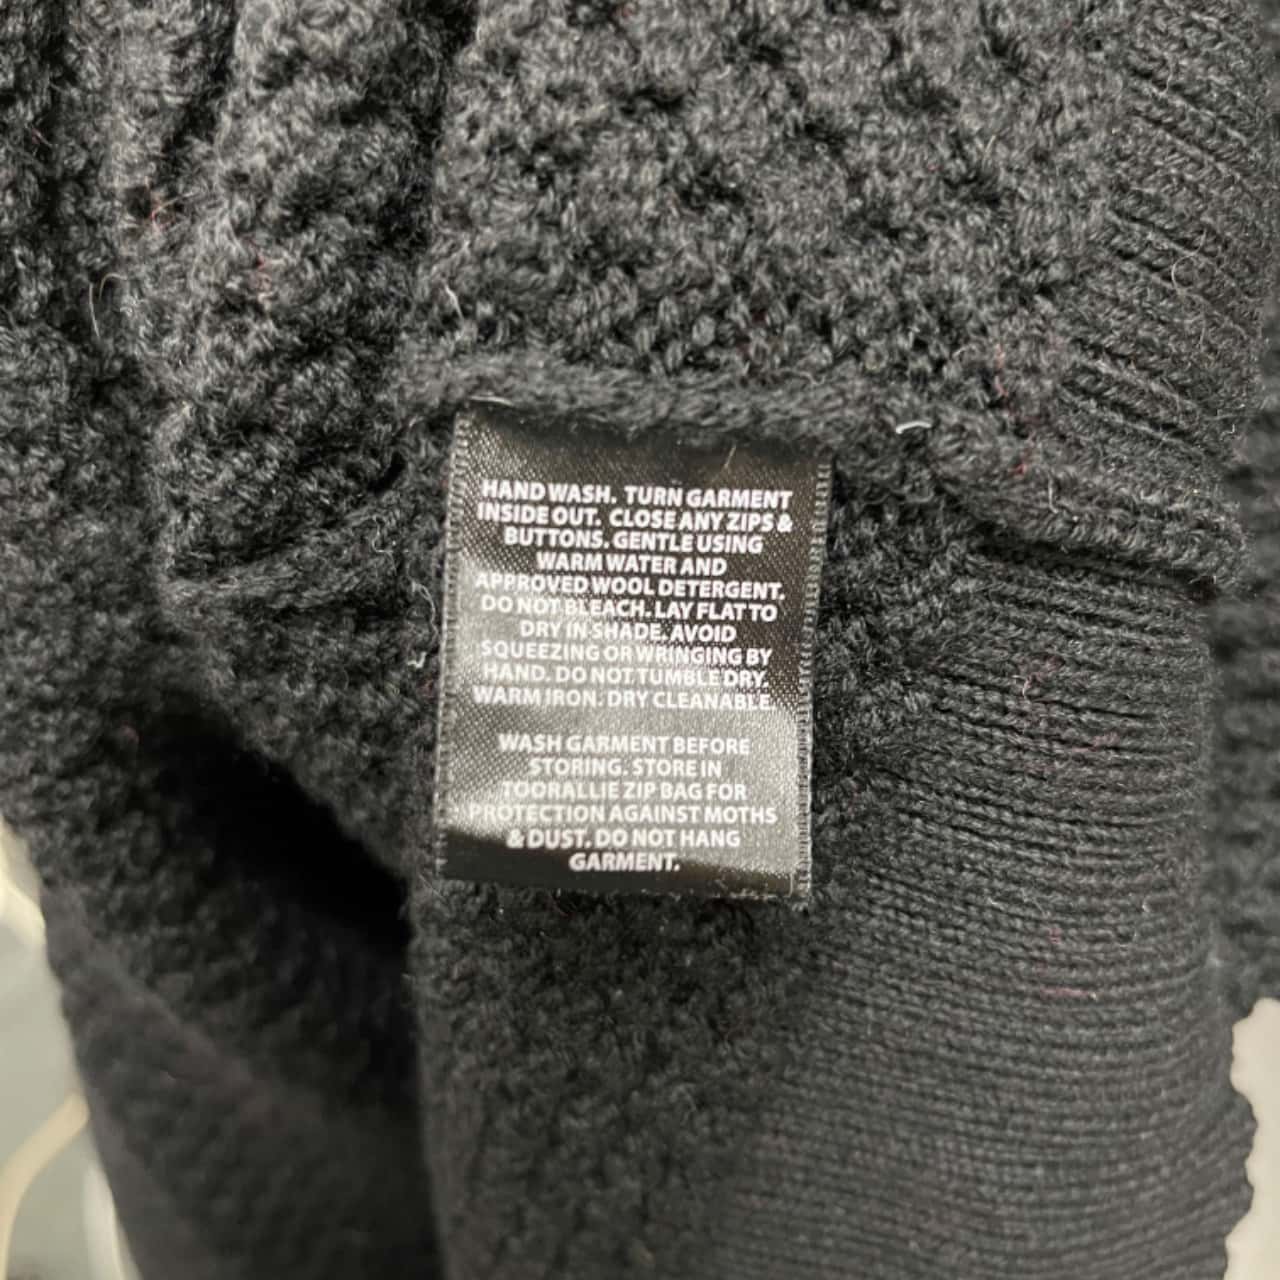 HAND WASH. TURN GARMENT
INSIDE OUT. CLOSE ANY ZIPS &
BUTTONS. GENTLE USING
WARM WATER AND
APPROVED WOOL DETERGENT.
DO NOT BLEACH. LAY FLAT TO
DRY IN SHADE. AVOID
SQUEEZING OR WRINGING BY
HAND. DO NOT TUMBLE DRY.
WARM IRON. DRY CLEANABLE.
WASH GARMENT BEFORE
STORING. STORE IN
TOORALLIE ZIP BAG FOR
PROTECTION AGAINST MOTHS
& DUST. DO NOT HANG
GARMENT.